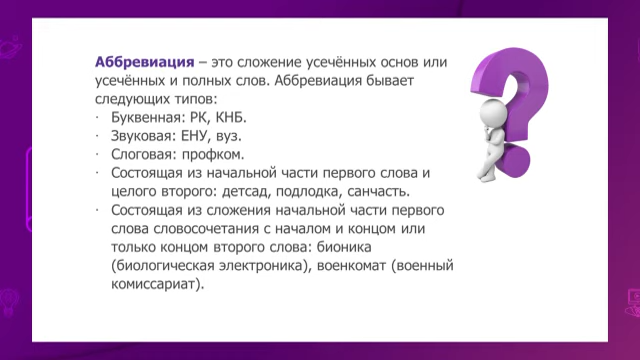 Аббревиация – это сложение усечённых основ или
усечённых и полных слов. Аббревиация бывает
следующих типов:
· Буквенная: РК, КНБ.
· Звуковая: ЕНУ, вуз.
· Слоговая: профком.
· Состоящая из начальной части первого слова и
целого второго: детсад, подлодка, санчасть.
· Состоящая из сложения начальной части первого
слова словосочетания с началом и концом или
только концом второго слова: бионика
(биологическая электроника), военкомат (военный
комиссариат).